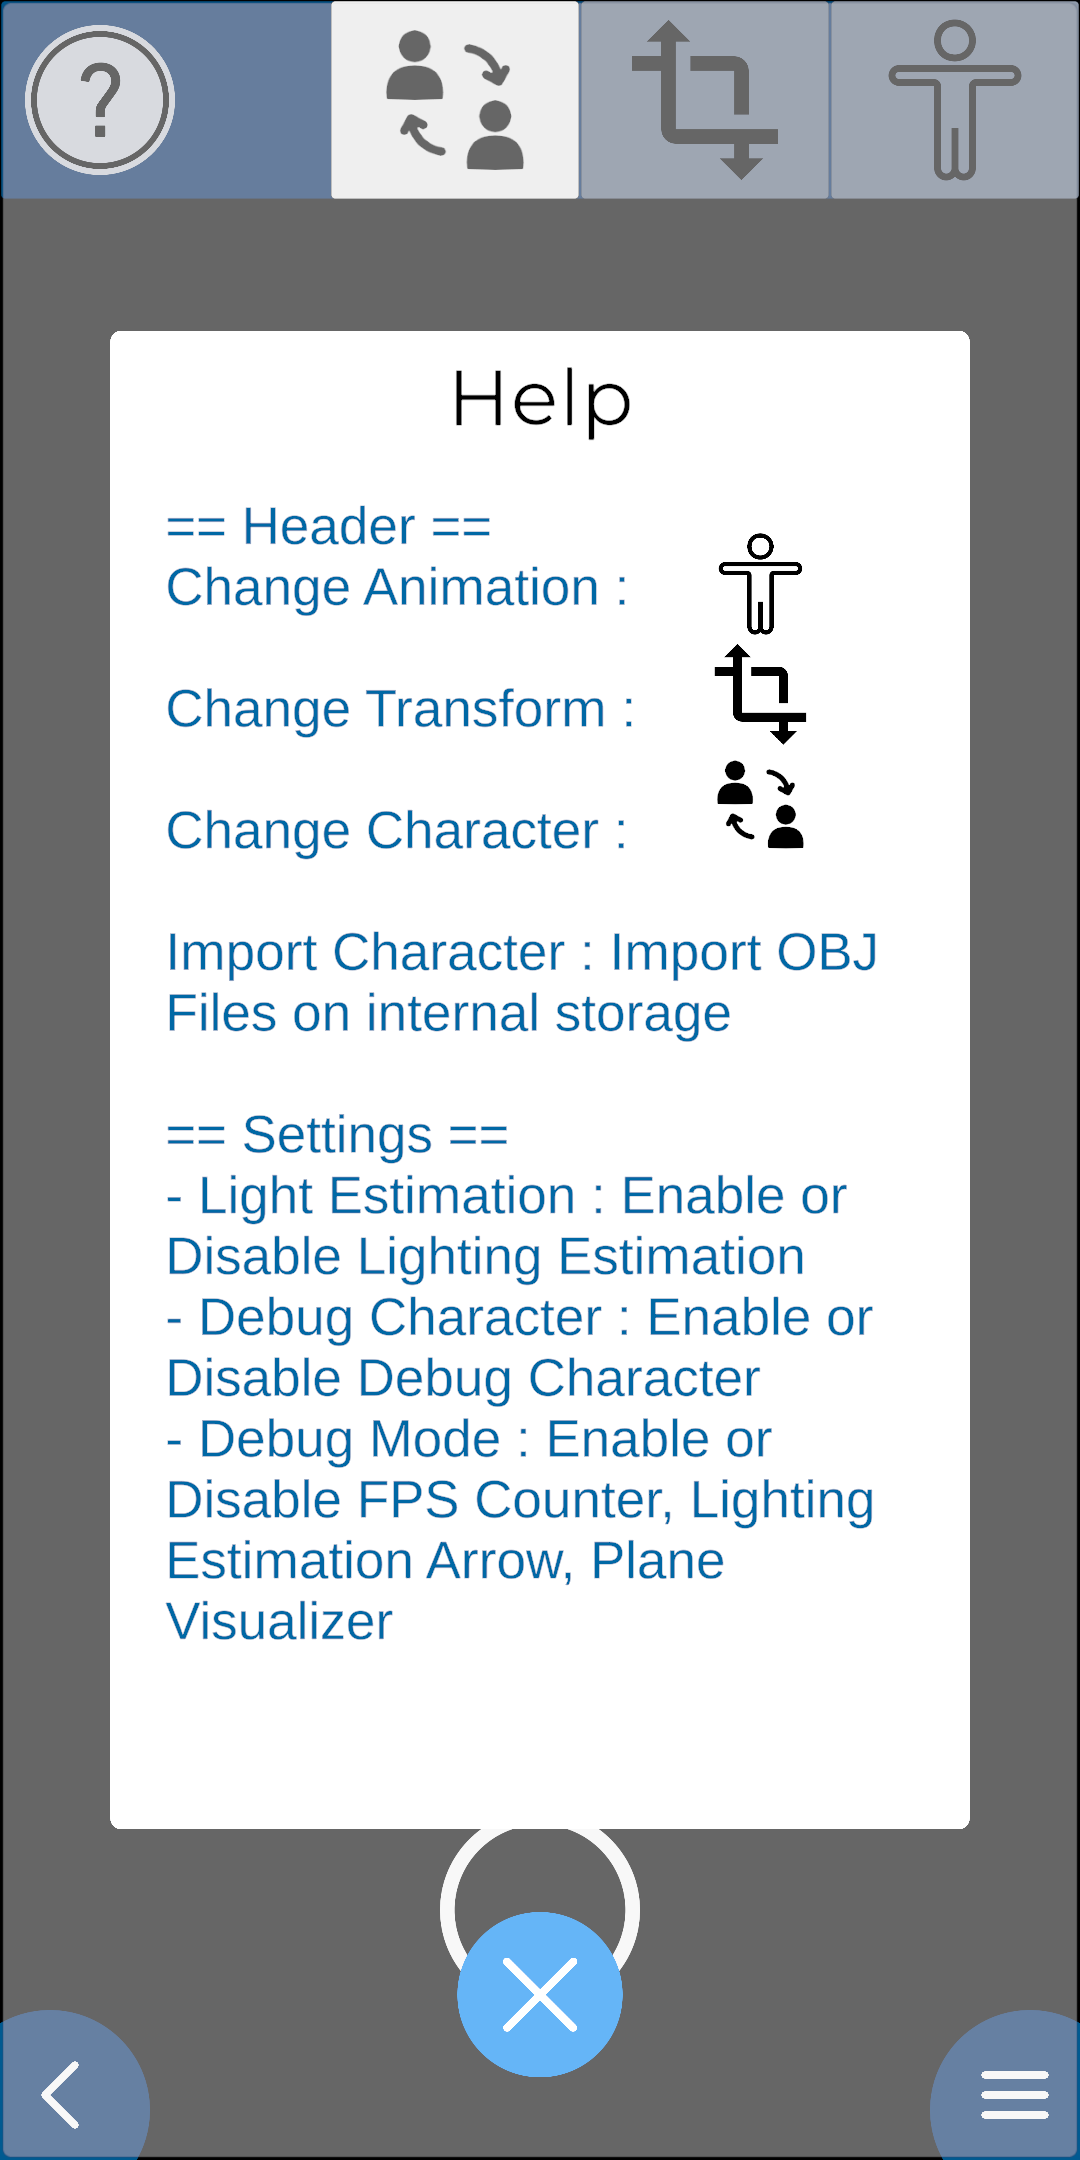 ?
Help
== Header ==
Change Animation :
Change Transform :
Change Character :
Import Character : Import OBJ
Files on internal storage
== Settings ==
- Light Estimation : Enable or
Disable Lighting Estimation
- Debug Character : Enable or
Disable Debug Character
- Debug Mode : Enable or
Disable FPS Counter, Lighting
Estimation Arrow, Plane
Visualizer